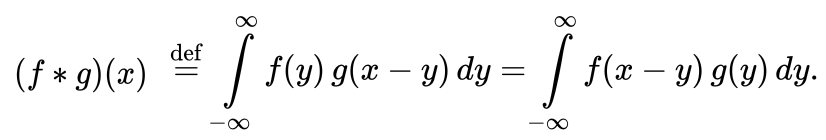 (f ∗ g)(x) ≝ ∫_{−∞}^{∞} f(y) g(x − y) dy = ∫_{−∞}^{∞} f(x − y) g(y) dy.